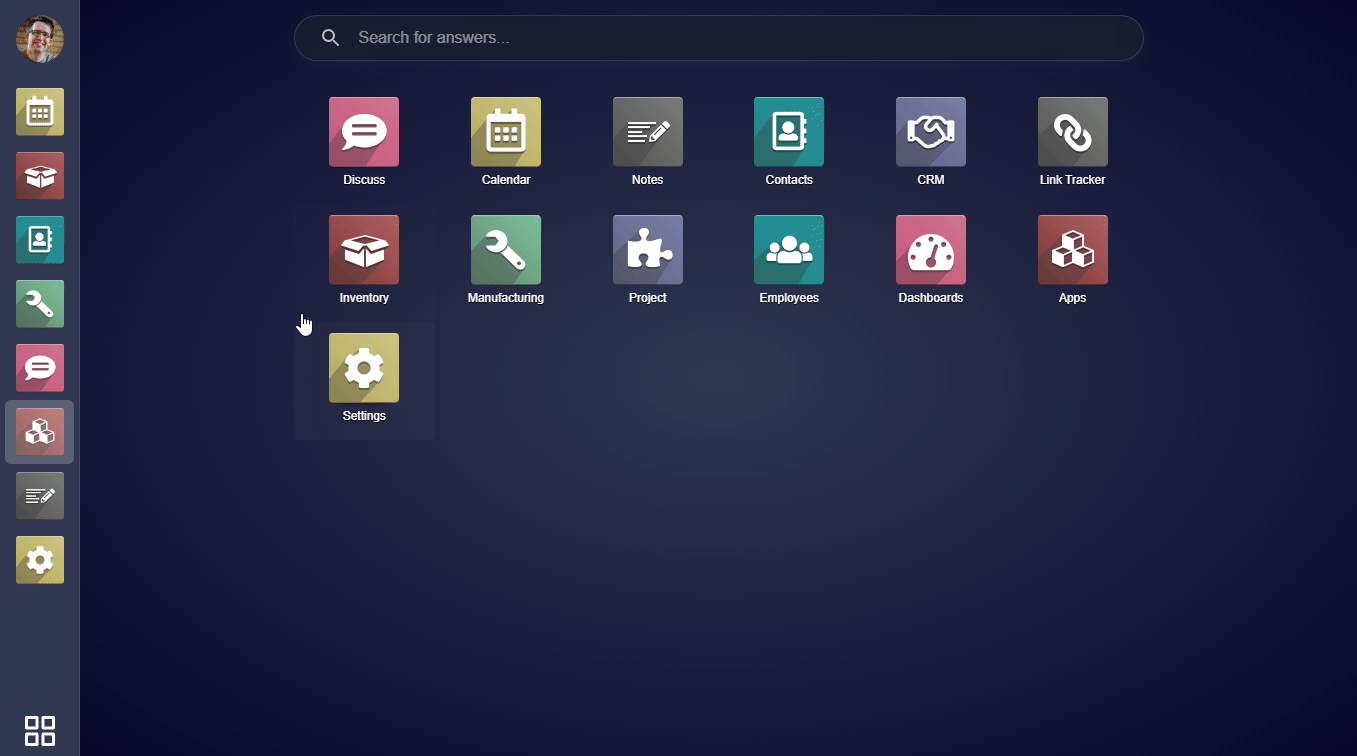 Search for answers...
Discuss
Calendar
Notes
Contacts
CRM
Link Tracker
Inventory
Manufacturing
Project
Employees
Dashboards
Apps
Settings